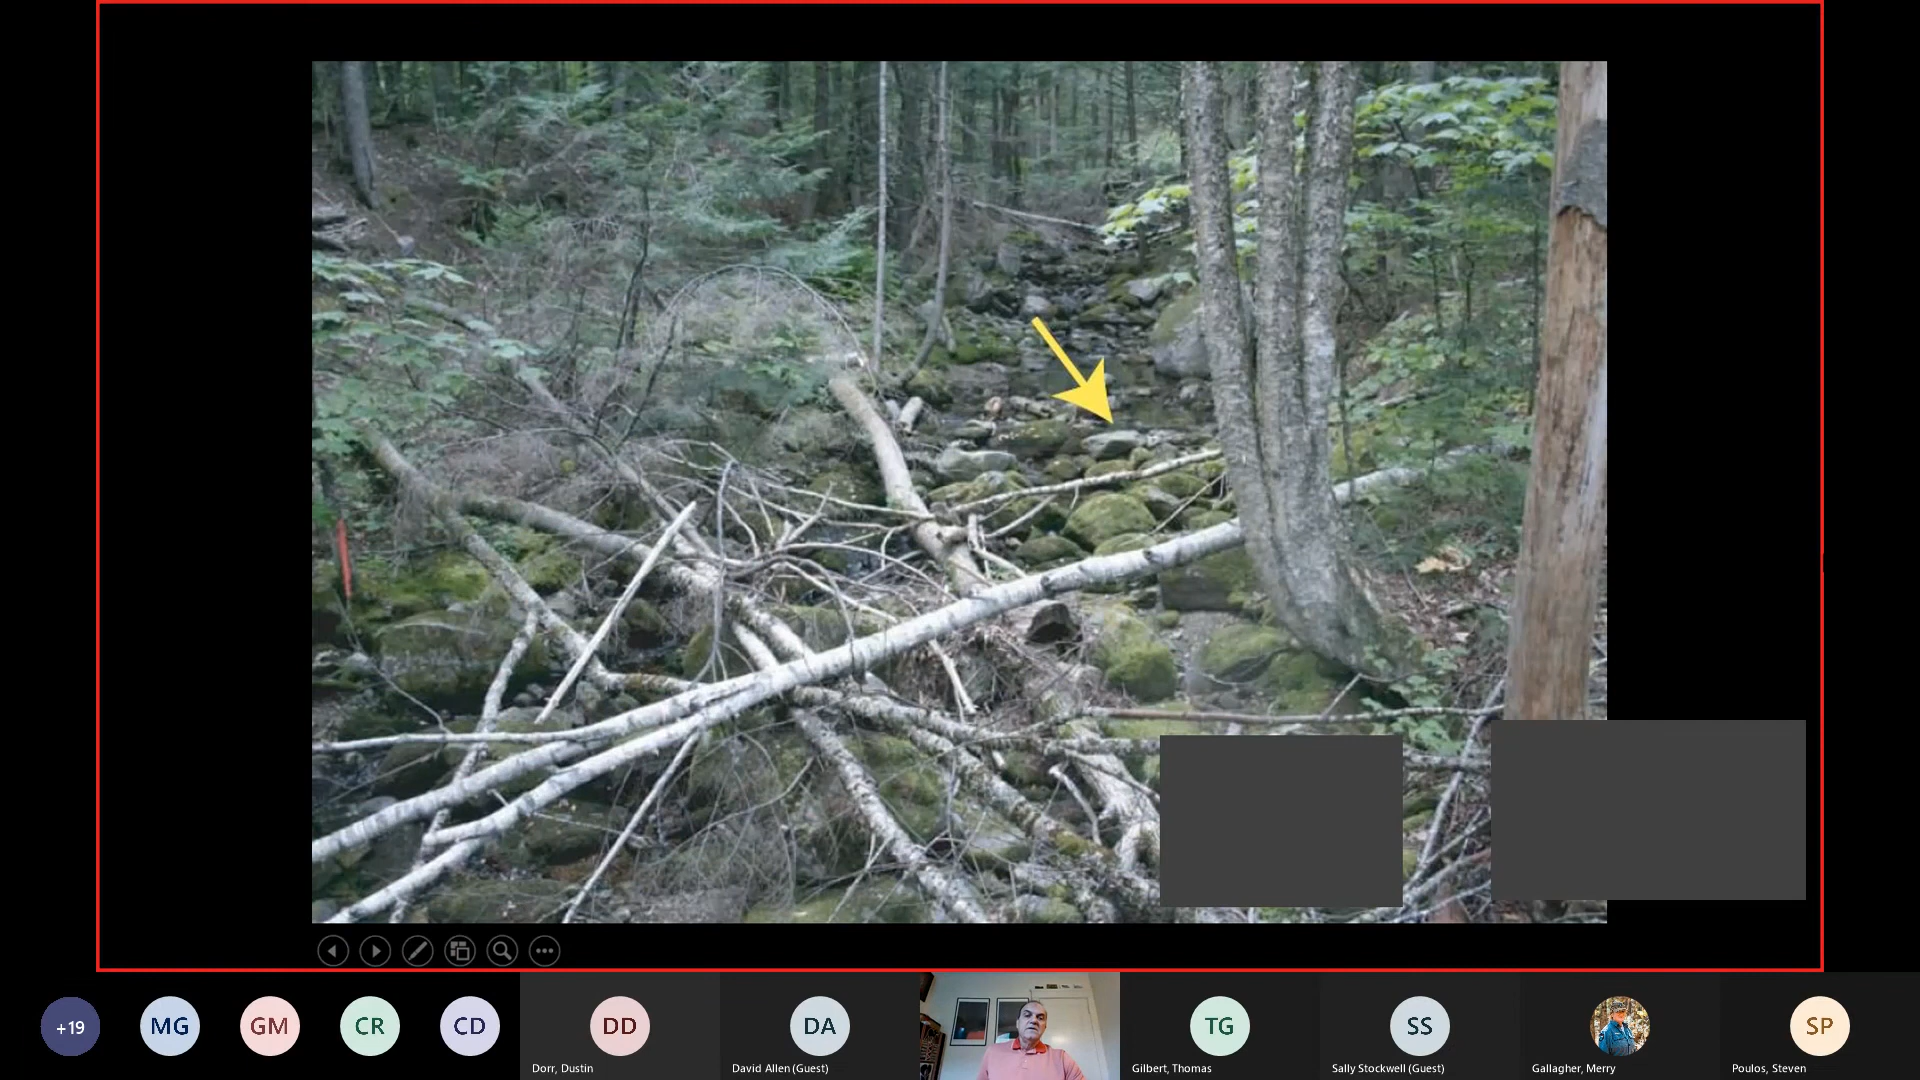 +19
MG
GM
CR
CD
DD
Dorr, Dustin
DA
David Allen (Guest)
TG
Gilbert, Thomas
SS
Sally Stockwell (Guest)
Gallagher, Merry
SP
Poulos, Steven